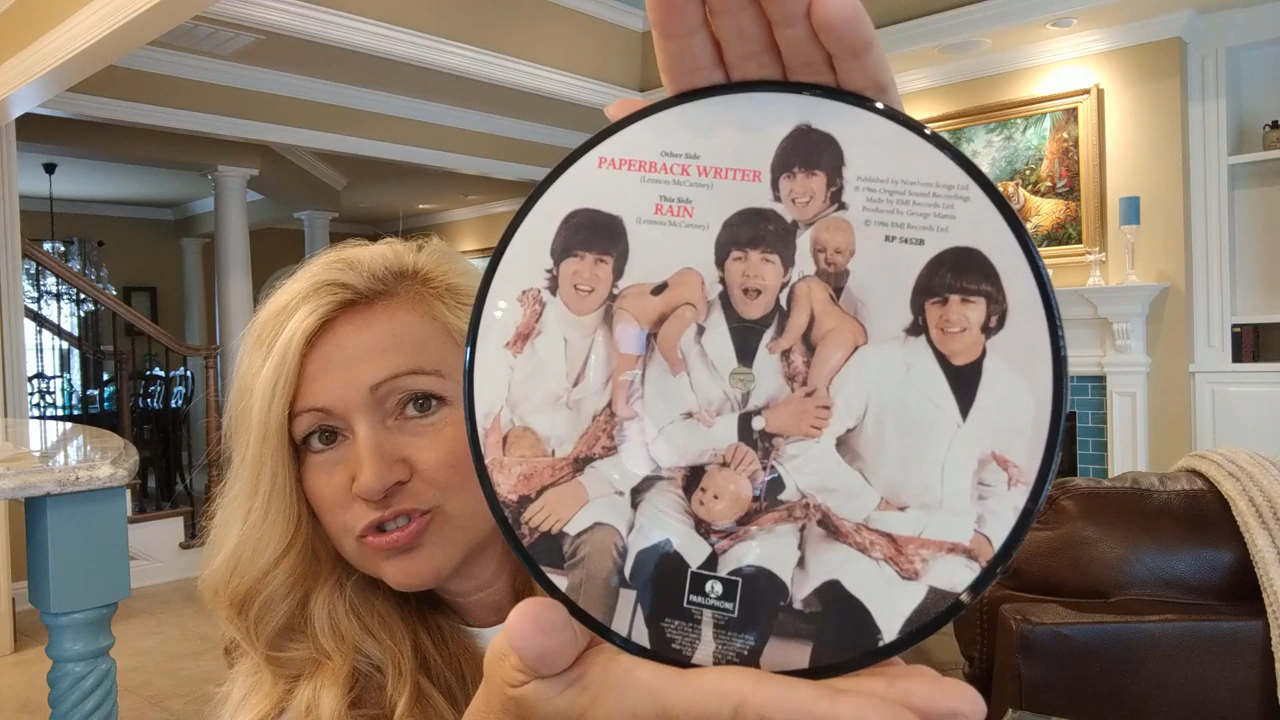 Other Side
PAPERBACK WRITER
(Lennon/McCartney)
This Side
RAIN
(Lennon/McCartney)
Published by Northern Songs Ltd.
℗ 1966 Original Sound Recordings
Made by EMI Records Ltd.
Produced by George Martin
© 1986 EMI Records Ltd.
RP 5452B
PARLOPHONE